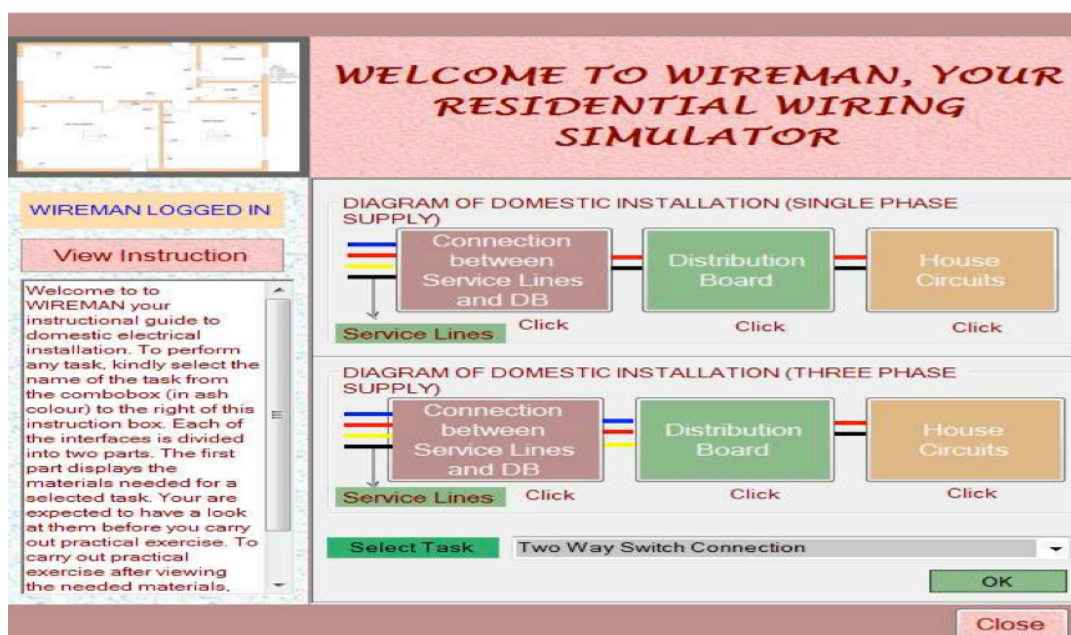 WELCOME TO WIREMAN, YOUR
RESIDENTIAL WIRING
SIMULATOR
WIREMAN LOGGED IN
View Instruction
Welcome to to
WIREMAN your
instructional guide to
domestic electrical
installation. To perform
any task, kindly select the
name of the task from
the combobox (in ash
colour) to the right of this
instruction box. Each of
the interfaces is divided
into two parts. The first
part displays the
materials needed for a
selected task. Your are
expected to have a look
at them before you carry
out practical exercise. To
carry out practical
exercise after viewing
the needed materials,
DIAGRAM OF DOMESTIC INSTALLATION (SINGLE PHASE
SUPPLY)
Connection
between
Service Lines
and DB
Distribution
Board
House
Circuits
Service Lines
Click
Click
Click
DIAGRAM OF DOMESTIC INSTALLATION (THREE PHASE
SUPPLY)
Connection
between
Service Lines
and DB
Distribution
Board
House
Circuits
Service Lines
Click
Click
Click
Select Task
Two Way Switch Connection
OK
Close